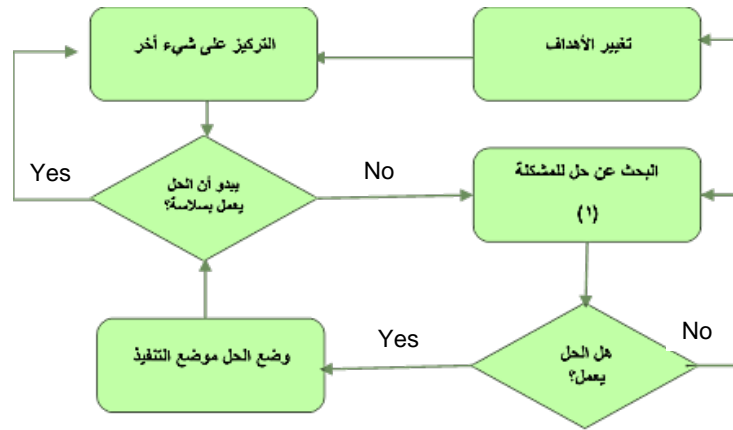 التركيز على شيء أخر
تغيير الأهداف
Yes
يبدو أن الحل
يعمل بسلاسة؟
No
البحث عن حل للمشكلة
(١)
وضع الحل موضع التنفيذ
Yes
هل الحل
يعمل؟
No